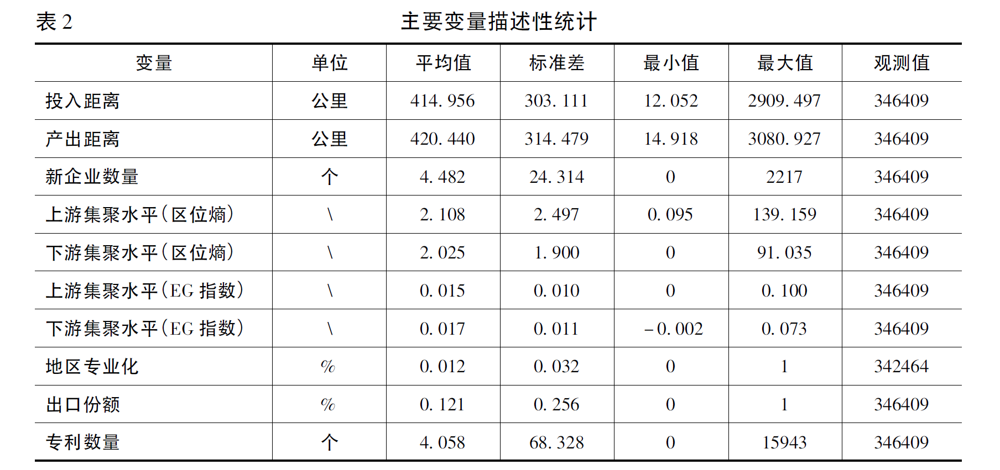 表 2 主要变量描述性统计
变量 单位 平均值 标准差 最小值 最大值 观测值
投入距离 公里 414.956 303.111 12.052 2909.497 346409
产出距离 公里 420.440 314.479 14.918 3080.927 346409
新企业数量 个 4.482 24.314 0 2217 346409
上游集聚水平(区位熵) \ 2.108 2.497 0.095 139.159 346409
下游集聚水平(区位熵) \ 2.025 1.900 0 91.035 346409
上游集聚水平(EG 指数) \ 0.015 0.010 0 0.100 346409
下游集聚水平(EG 指数) \ 0.017 0.011 -0.002 0.073 346409
地区专业化 % 0.012 0.032 0 1 342464
出口份额 % 0.121 0.256 0 1 346409
专利数量 个 4.058 68.328 0 15943 346409